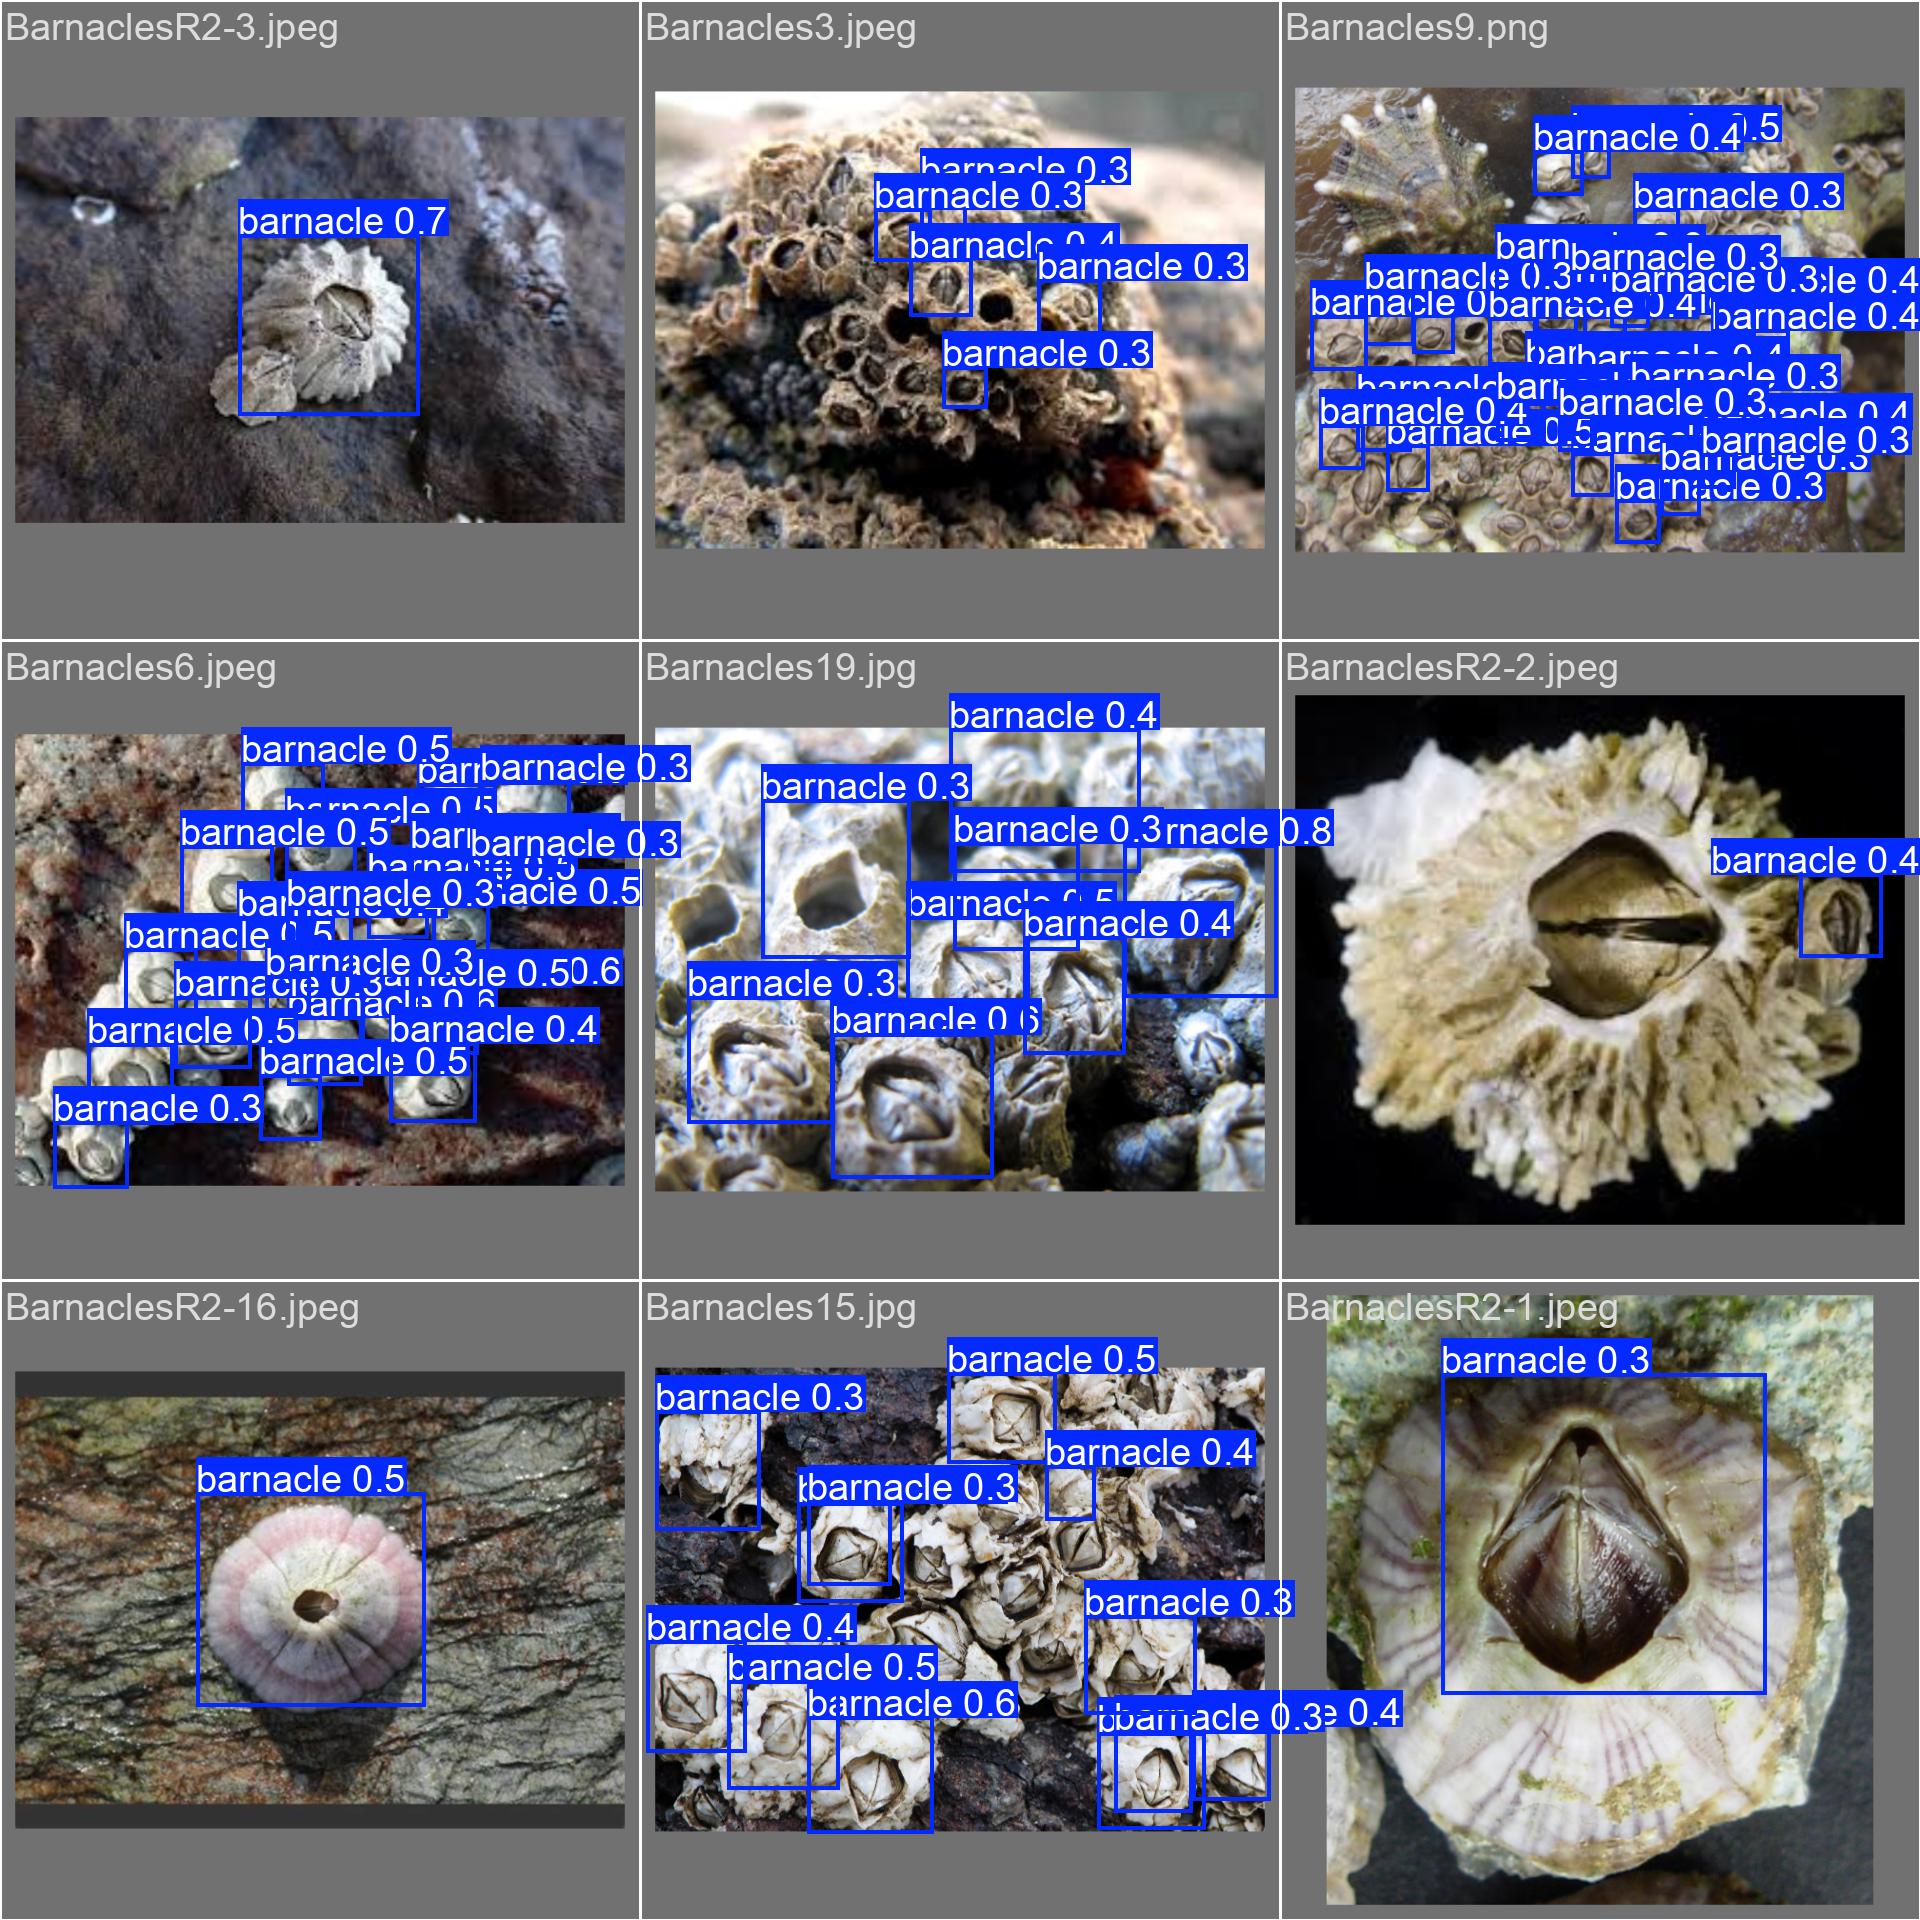 BarnaclesR2-3.jpeg
barnacle 0.7
Barnacles3.jpeg
barnacle 0.3
barnacle 0.3
barnacle 0.4
barnacle 0.3
barnacle 0.3
Barnacles9.png
0.5
barnacle 0.4
barnacle 0.3
barnacle 0.3
barnacle 0.3
barnacle 0.3
barnacle 0.4
barnacle 0.4
barnacle 0.4
barnacle 0.3
barnacle 0.3
barnacle 0.4
barnacle 0.4
barnacle 0.5
barnacle 0.3
barnacle 0.3
barnacle 0.3
Barnacles6.jpeg
barnacle 0.5
barnacle 0.3
barnacle 0.5
barnacle 0.5
barnacle 0.3
barnacle 0.5
barnacle 0.3
0.5
barnacle 0.5
barnacle 0.3
0.5
0.6
barnacle 0.3
barnacle 0.6
barnacle 0.5
barnacle 0.4
barnacle 0.5
barnacle 0.3
Barnacles19.jpg
barnacle 0.4
barnacle 0.3
barnacle 0.3
rnacle 0.8
barnacle 0.5
barnacle 0.4
barnacle 0.3
barnacle 0.6
BarnaclesR2-2.jpeg
barnacle 0.4
BarnaclesR2-16.jpeg
barnacle 0.5
Barnacles15.jpg
barnacle 0.5
barnacle 0.3
barnacle 0.4
barnacle 0.3
barnacle 0.3
barnacle 0.4
barnacle 0.5
barnacle 0.6
barnacle 0.3
0.4
BarnaclesR2-1.jpeg
barnacle 0.3